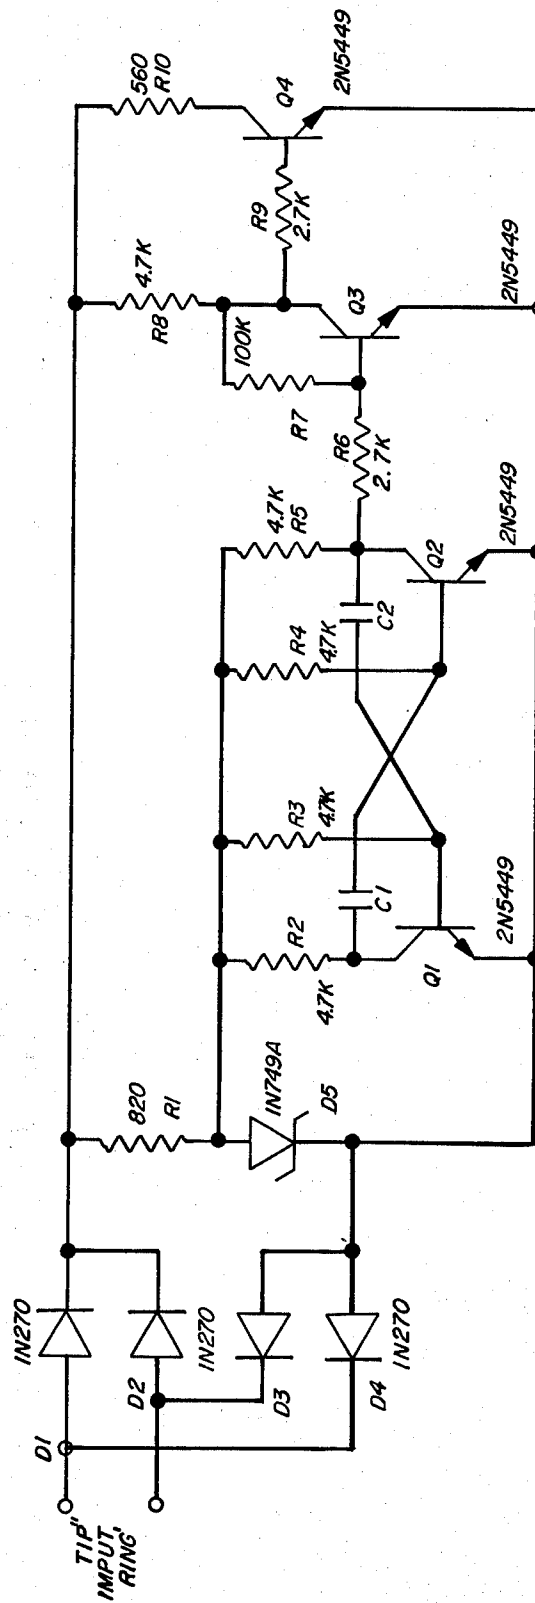 TIP"
IMPUT,
RING'
D1
1N270
D2
1N270
D3
D4
1N270
820
R1
1N749A
D5
4.7K
R2
C1
Q1
2N5449
R3
4.7K
R4
4.7K
C2
4.7K
R5
Q2
2N5449
R6
2.7K
R7
100K
R8
4.7K
Q3
2N5449
R9
2.7K
560
R10
Q4
2N5449